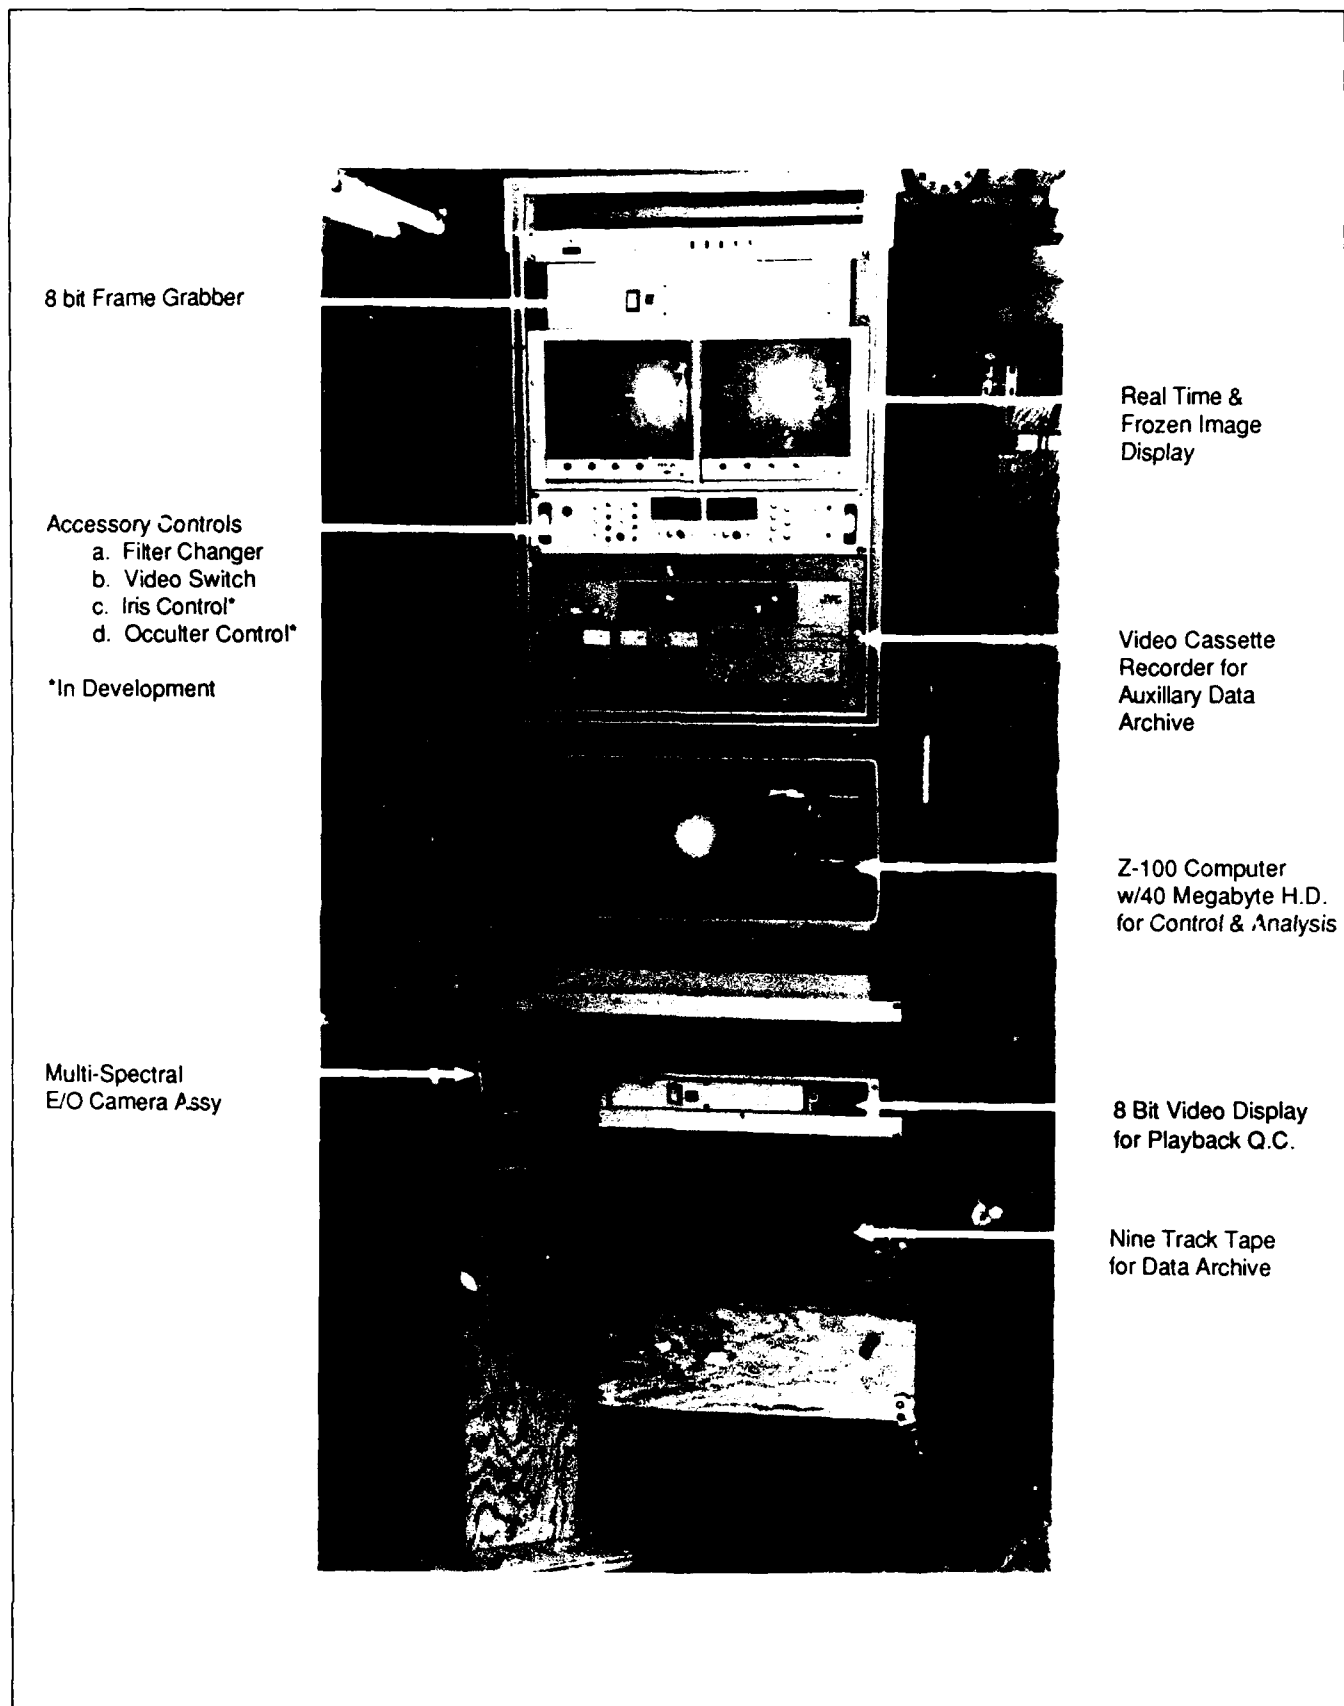 8 bit Frame Grabber
Real Time &
Frozen Image
Display
Accessory Controls
a. Filter Changer
b. Video Switch
c. Iris Control*
d. Occulter Control*
*In Development
JVC
Video Cassette
Recorder for
Auxillary Data
Archive
Z-100 Computer
w/40 Megabyte H.D.
for Control & Analysis
Multi-Spectral
E/O Camera Assy
8 Bit Video Display
for Playback Q.C.
Nine Track Tape
for Data Archive